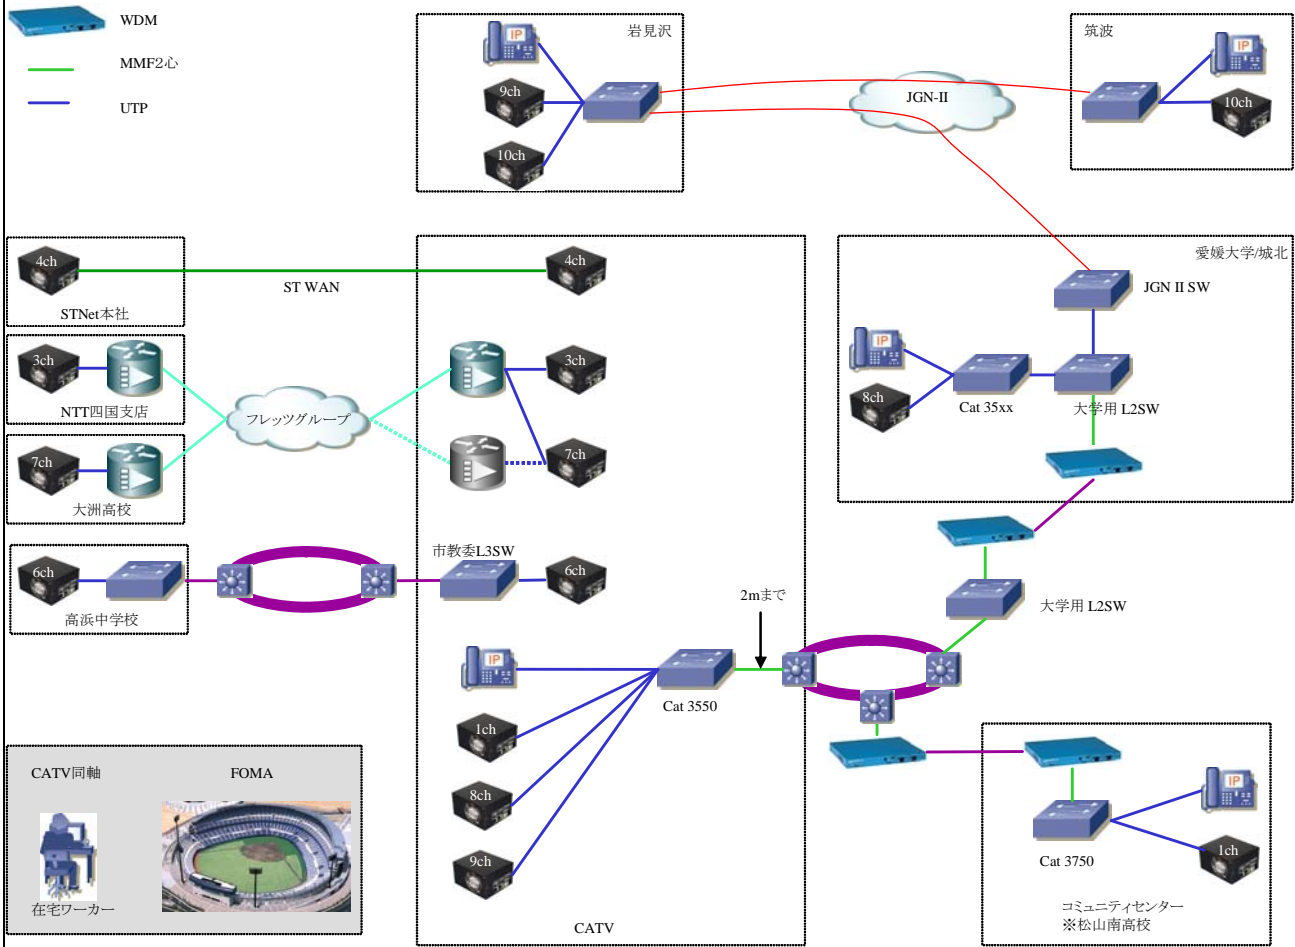 WDM
MMF2心
UTP
岩見沢
IP
9ch
10ch
JGN-II
筑波
IP
10ch
4ch
STNet本社
ST WAN
4ch
3ch
NTT四国支店
フレッツグループ
3ch
7ch
大洲高校
7ch
6ch
高浜中学校
市教委L3SW
6ch
愛媛大学/城北
JGN II SW
IP
8ch
Cat 35xx
大学用 L2SW
大学用 L2SW
2mまで
IP
Cat 3550
1ch
8ch
9ch
CATV
IP
Cat 3750
1ch
コミュニティセンター
※松山南高校
CATV同軸
FOMA
在宅ワーカー